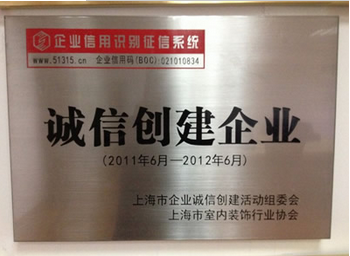 企业信用识别征信系统
www.51315.cn 企业信用码(BOC):021010834
诚信创建企业
(2011年6月—2012年6月)
上海市企业诚信创建活动组委会
上海市室内装饰行业协会